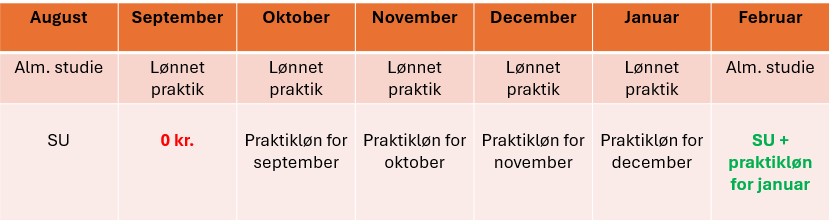 August September Oktober November December Januar Februar
Alm. studie Lønnet praktik Lønnet praktik Lønnet praktik Lønnet praktik Lønnet praktik Alm. studie
SU 0 kr. Praktikløn for september Praktikløn for oktober Praktikløn for november Praktikløn for december SU + praktikløn for januar